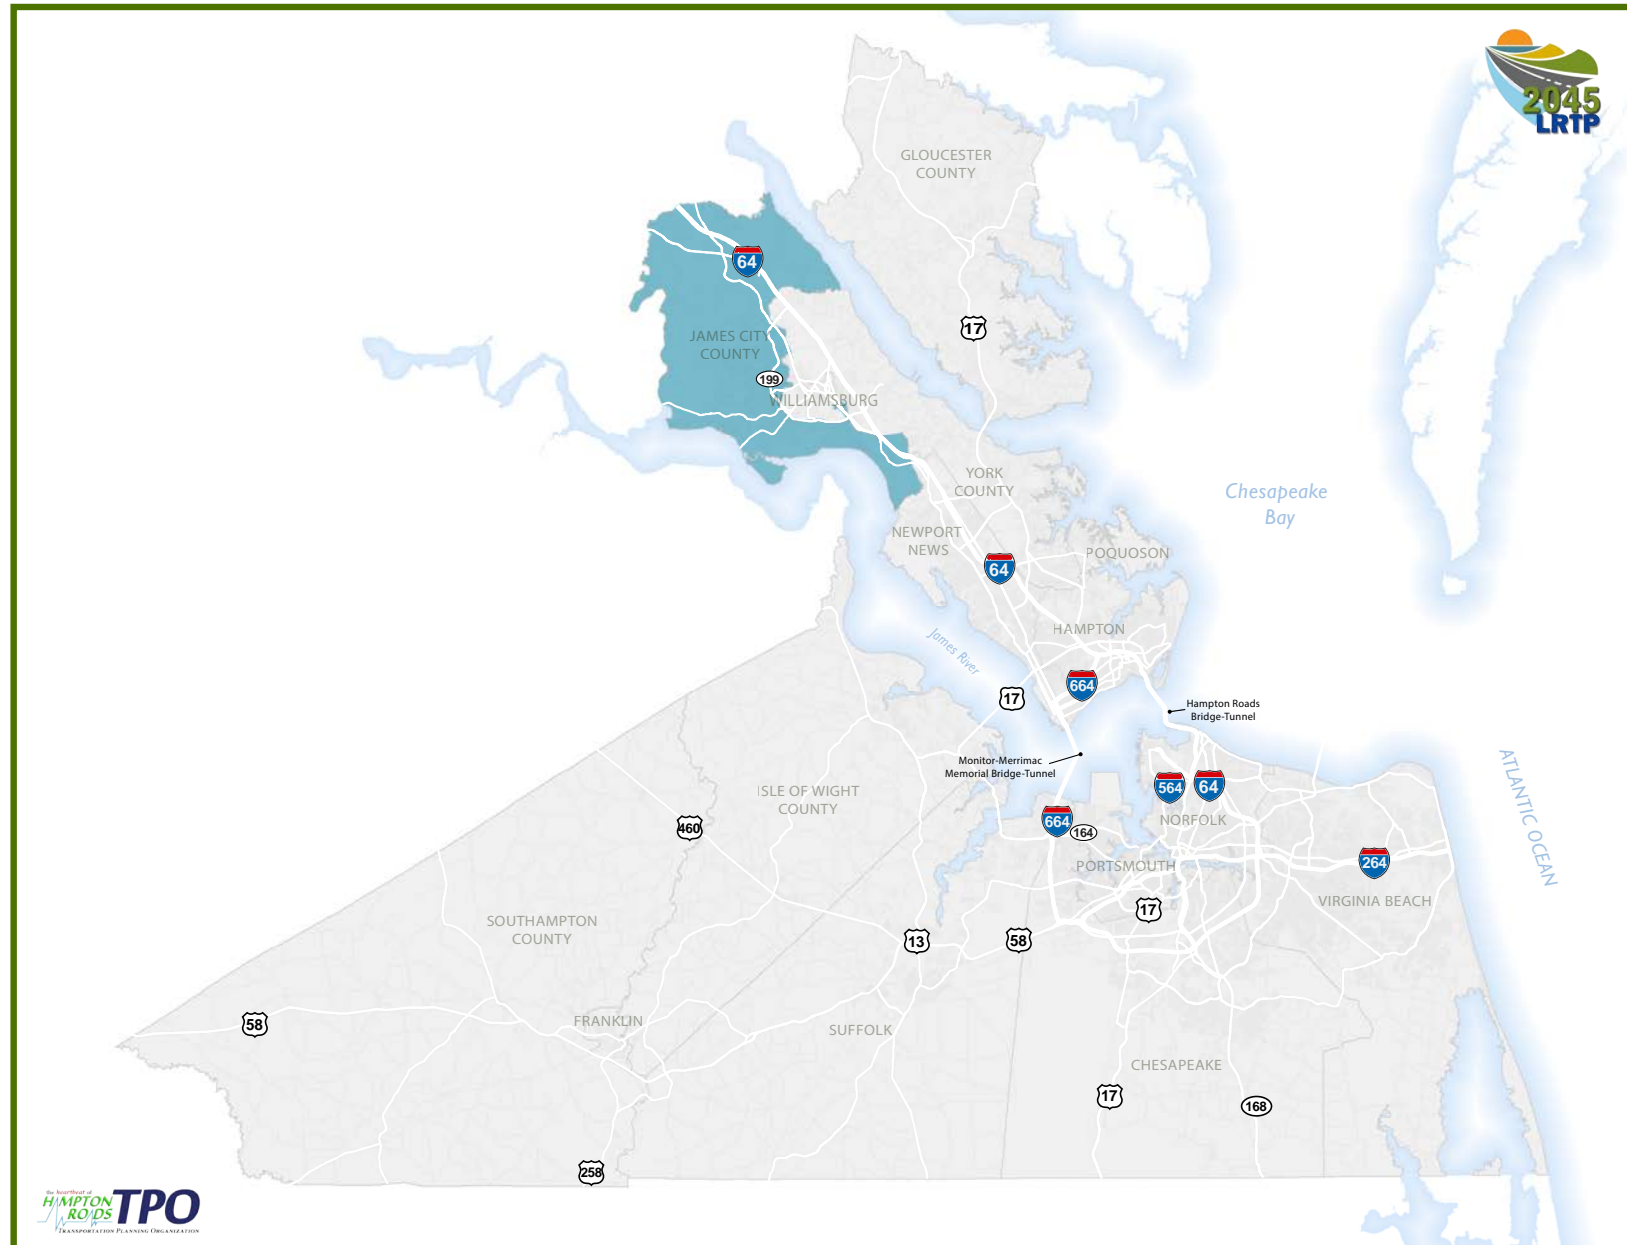 2045
LRTP
GLOUCESTER
COUNTY
64
17
JAMES CITY
COUNTY
199
WILLIAMSBURG
YORK
COUNTY
Chesapeake
Bay
NEWPORT
NEWS
POQUOSON
64
HAMPTON
James River
664
17
Hampton Roads
Bridge-Tunnel
Monitor-Merrimac
Memorial Bridge-Tunnel
ATLANTIC OCEAN
564
64
ISLE OF WIGHT
COUNTY
664
164
NORFOLK
460
264
PORTSMOUTH
VIRGINIA BEACH
17
SOUTHAMPTON
COUNTY
13
58
58
FRANKLIN
SUFFOLK
CHESAPEAKE
17
168
258
the heartbeat of
HAMPTON
ROADS
TPO
TRANSPORTATION PLANNING ORGANIZATION